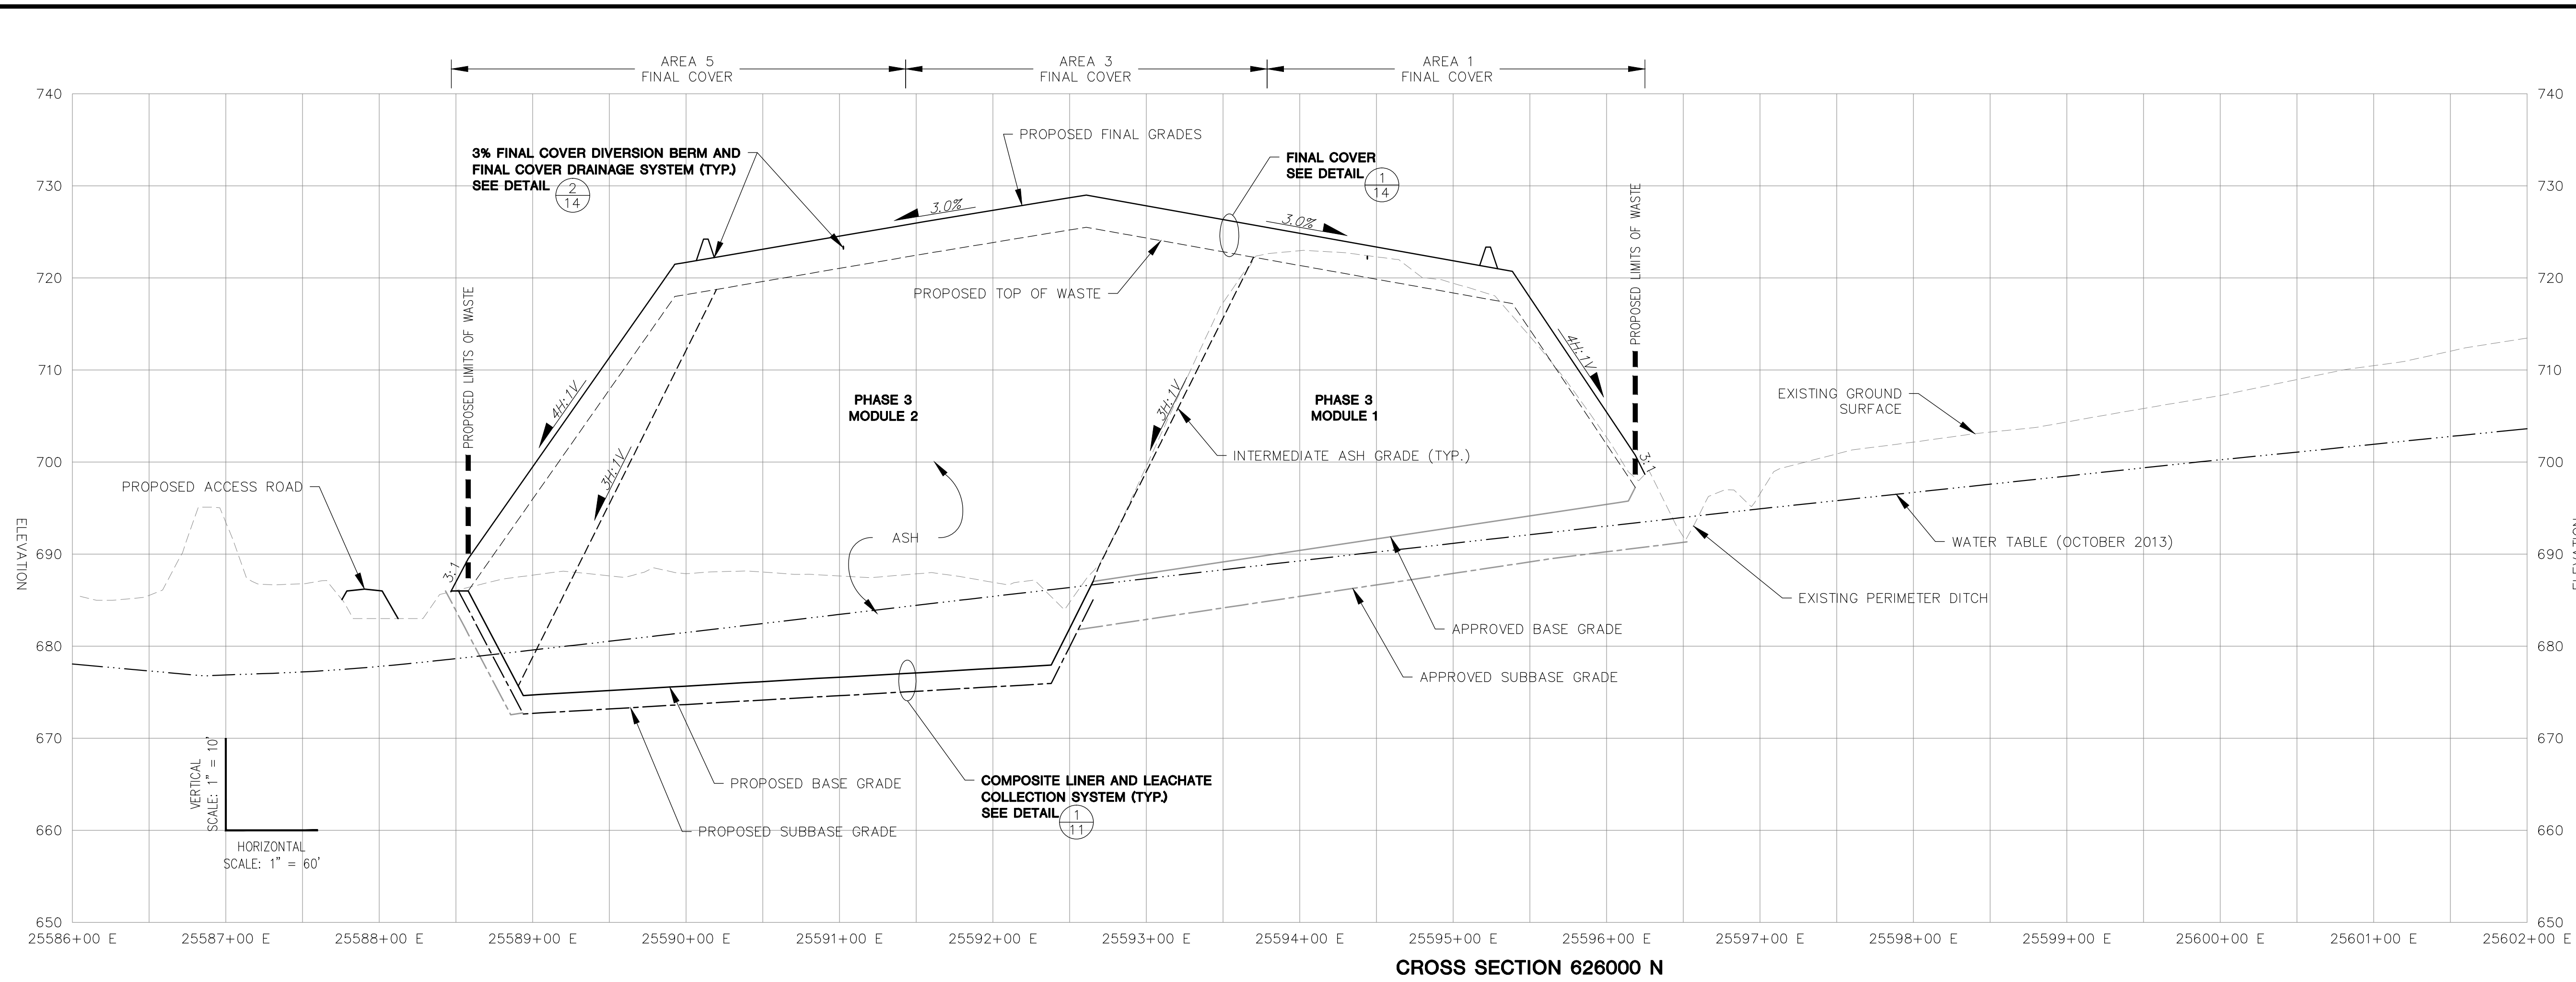 AREA 5
FINAL COVER
AREA 3
FINAL COVER
AREA 1
FINAL COVER
740
740
PROPOSED FINAL GRADES
3% FINAL COVER DIVERSION BERM AND
FINAL COVER DRAINAGE SYSTEM (TYP.)
SEE DETAIL
2
14
FINAL COVER
SEE DETAIL
1
14
730
730
3.0%
3.0%
PROPOSED LIMITS OF WASTE
PROPOSED LIMITS OF WASTE
720
720
PROPOSED TOP OF WASTE
710
710
4H:1V
3H:1V
4H:1V
PHASE 3
MODULE 2
PHASE 3
MODULE 1
EXISTING GROUND
SURFACE
700
700
3H:1V
INTERMEDIATE ASH GRADE (TYP.)
3:1
PROPOSED ACCESS ROAD
ELEVATION
ASH
WATER TABLE (OCTOBER 2013)
690
690
3:1
EXISTING PERIMETER DITCH
APPROVED BASE GRADE
680
680
APPROVED SUBBASE GRADE
670
670
VERTICAL
SCALE: 1" = 10'
PROPOSED BASE GRADE
COMPOSITE LINER AND LEACHATE
COLLECTION SYSTEM (TYP.)
SEE DETAIL
1
11
660
660
PROPOSED SUBBASE GRADE
HORIZONTAL
SCALE: 1" = 60'
650
650
25586+00 E
25587+00 E
25588+00 E
25589+00 E
25590+00 E
25591+00 E
25592+00 E
25593+00 E
25594+00 E
25595+00 E
25596+00 E
25597+00 E
25598+00 E
25599+00 E
25600+00 E
25601+00 E
25602+00 E
CROSS SECTION 626000 N